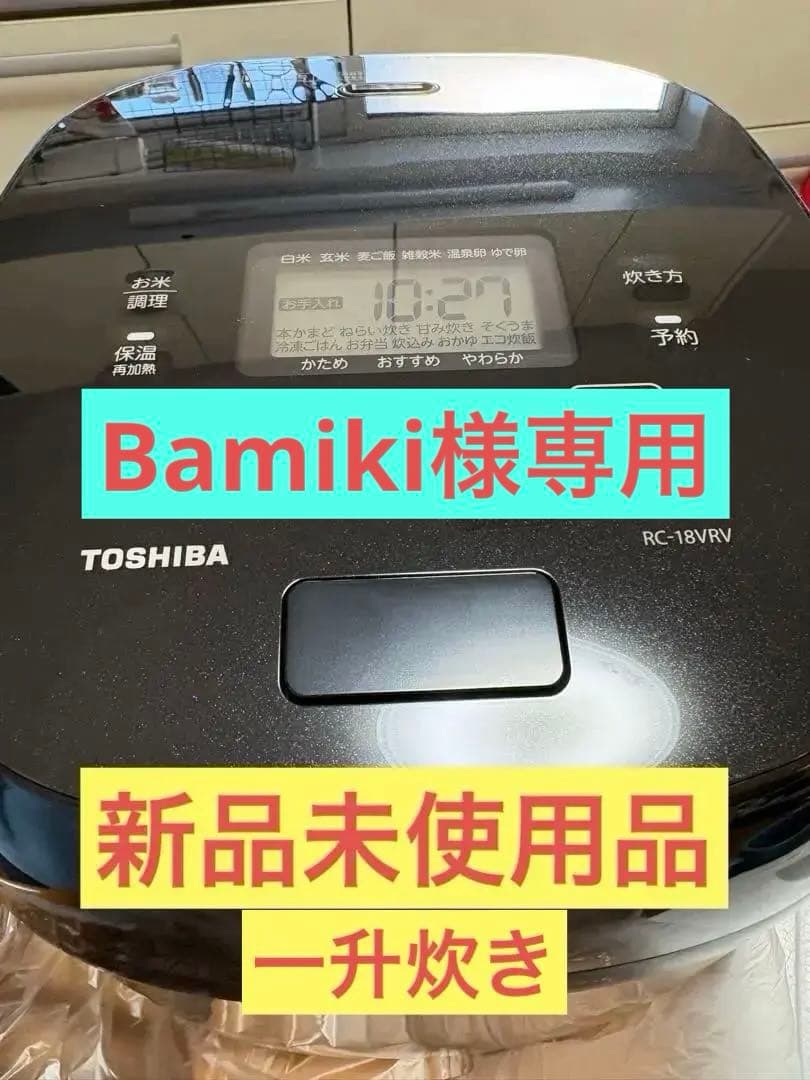 白米 玄米 麦ご飯 雑穀米 温泉卵 ゆで卵
お米
調理
お手入れ
10:27
炊き方
本かまど ねらい炊き 甘み炊き そくうま
冷凍ごはん お弁当 炊込み おかゆ エコ炊飯
かため おすすめ やわらか
保温
再加熱
予約
Bamiki様専用
TOSHIBA
RC-18VRV
新品未使用品
一升炊き